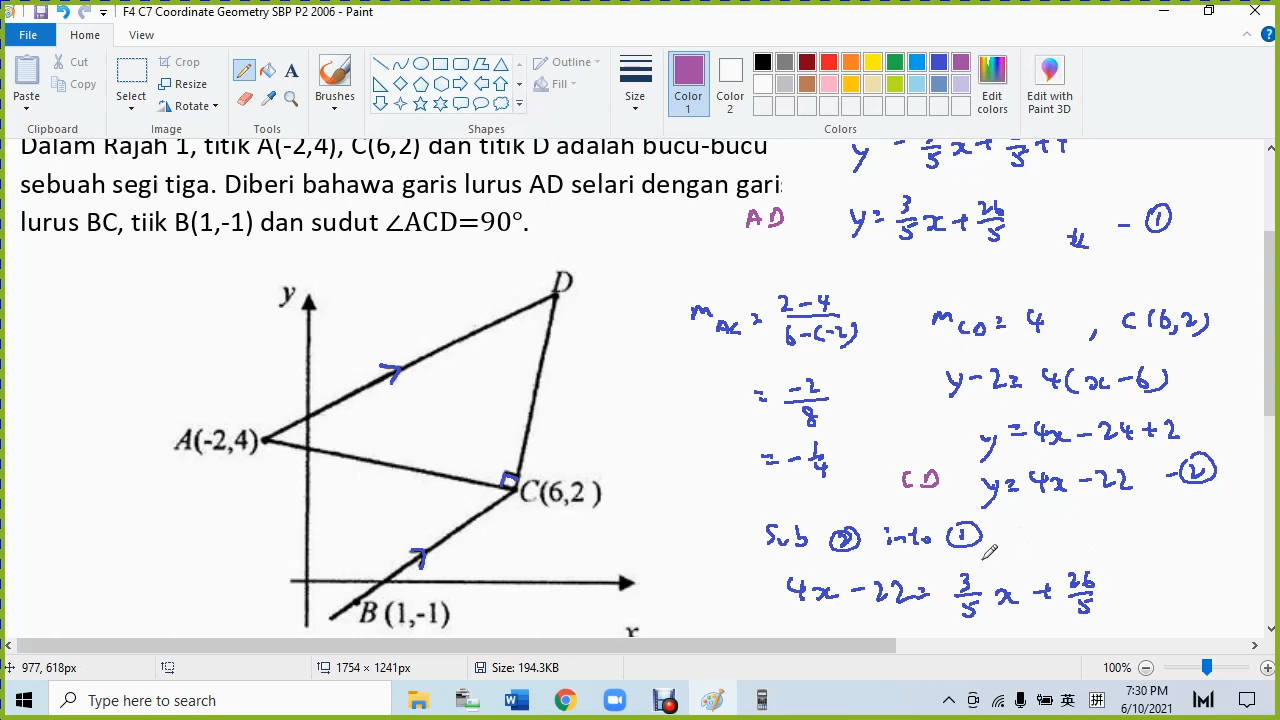 F4 C7 Coordinate Geometry SBP P2 2006 - Paint
File Home View
Cut
Copy
Paste
Clipboard
Select
Crop
Resize
Rotate
Image
A
Tools
Brushes
Shapes
Outline
Fill
Size
Color 1
Color 2
Colors
Edit colors
Edit with Paint 3D
Dalam Rajah 1, titik A(-2,4), C(6,2) dan titik D adalah bucu-bucu
sebuah segi tiga. Diberi bahawa garis lurus AD selari dengan
lurus BC, tiik B(1,-1) dan sudut ∠ACD=90°.
y
D
A(-2,4)
C(6,2)
B (1,-1)
AD y = 3/5 x + 26/5 - ①
m_AC = (2-4)/(6-(-2))
= -2/8
= -1/4
m_CD = 4 , C(6,2)
y-2 = 4(x-6)
y = 4x - 24 + 2
CD y = 4x - 22 - ②
Sub ② into ①
4x - 22 = 3/5 x + 26/5
977, 618px
1754 × 1241px
Size: 194.3KB
100%
Type here to search
英
拼
7:30 PM
6/10/2021